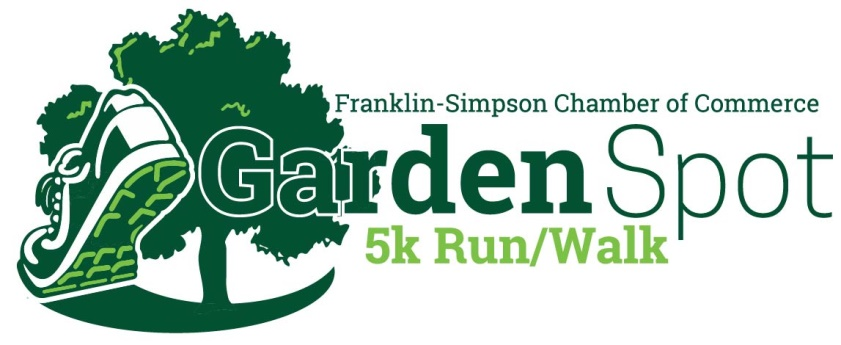 Franklin-Simpson Chamber of Commerce
Garden Spot
5k Run/Walk